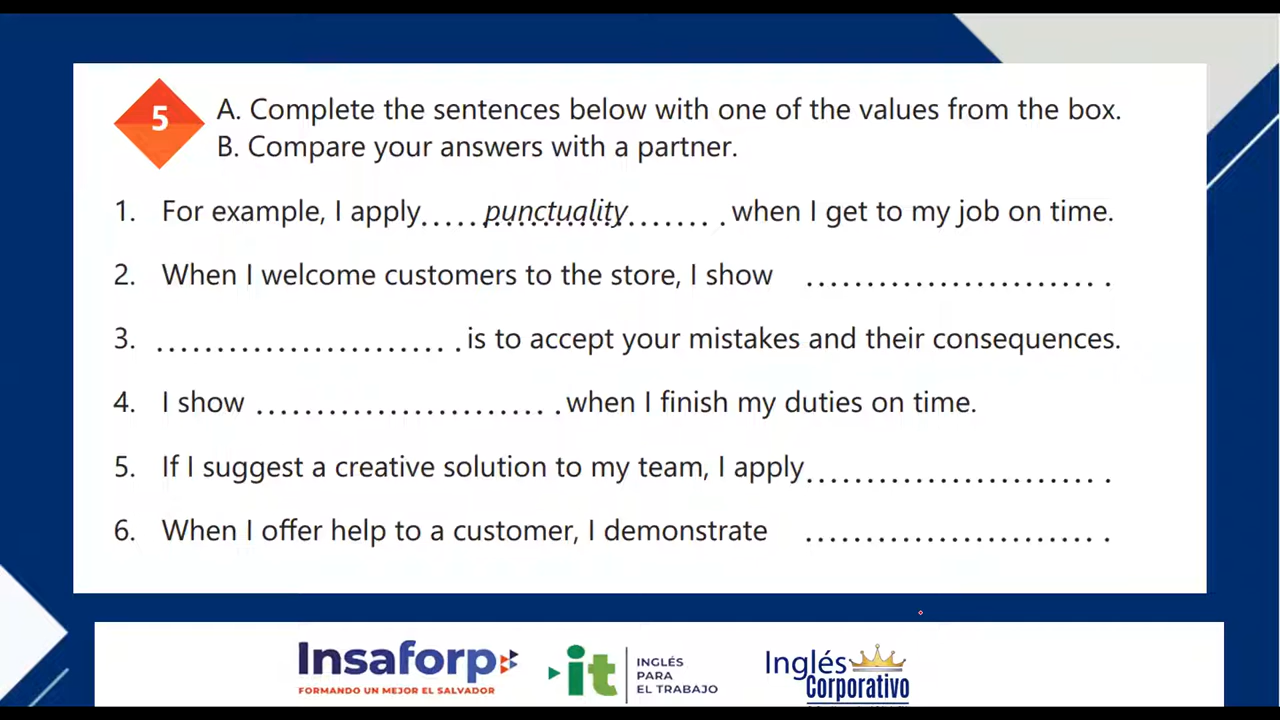 5
A. Complete the sentences below with one of the values from the box.
B. Compare your answers with a partner.
1. For example, I apply.....punctuality....... .when I get to my job on time.
2. When I welcome customers to the store, I show ........................ .
3. ........................ .is to accept your mistakes and their consequences.
4. I show ........................ .when I finish my duties on time.
5. If I suggest a creative solution to my team, I apply........................ .
6. When I offer help to a customer, I demonstrate ........................ .
Insaforp
FORMANDO UN MEJOR EL SALVADOR
it
INGLÉS
PARA
EL TRABAJO
Inglés
Corporativo